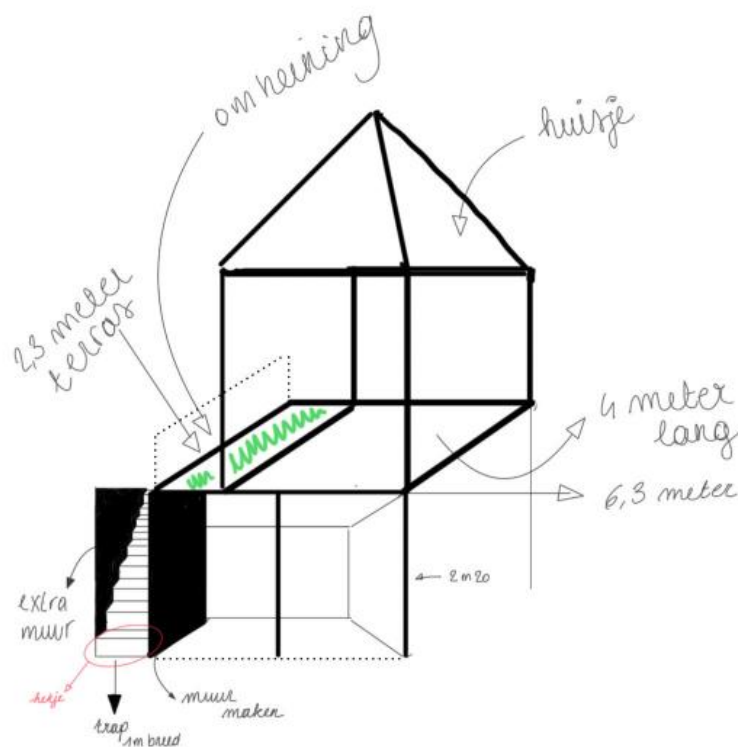 omheining
huisje
2,3 meter
terras
4 meter
lang
6,3 meter
2m20
extra
muur
hekje
trap
1m breed
muur
maken